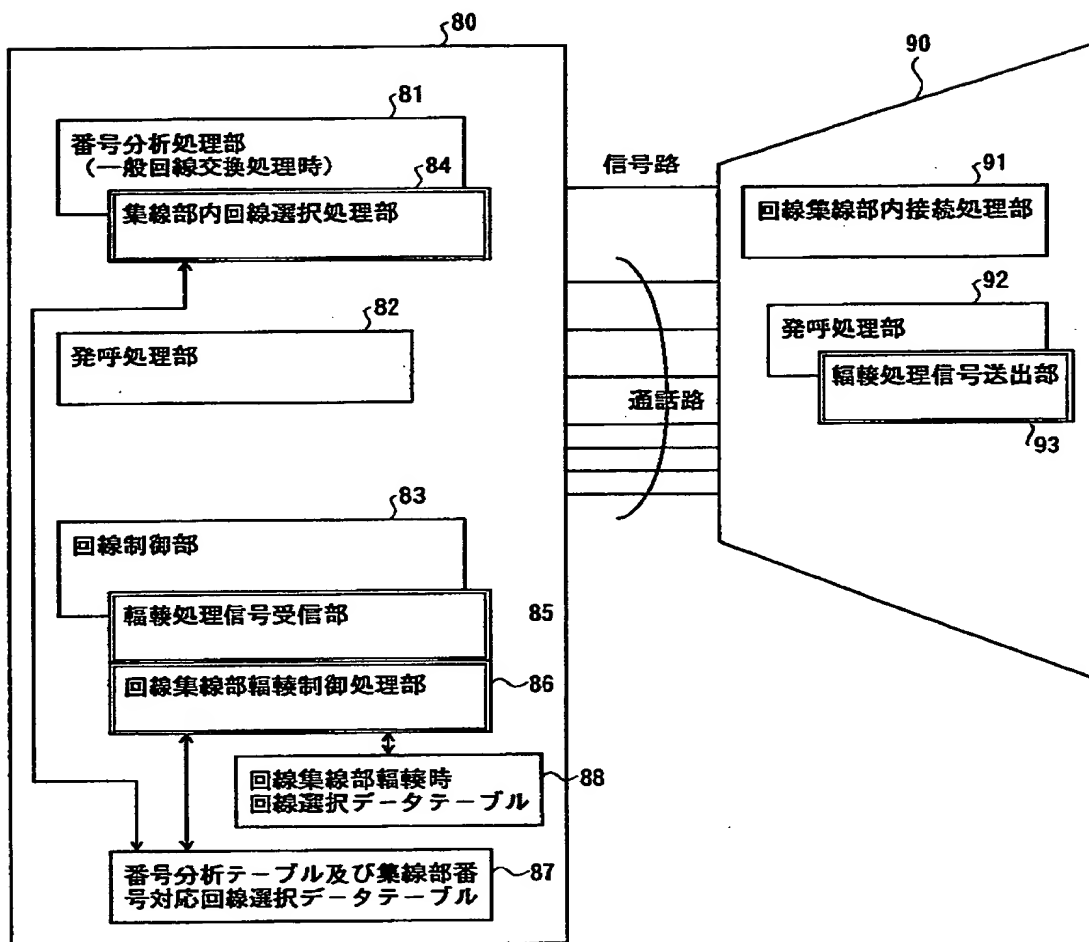 80
90
81
番号分析処理部
(一般回線交換処理時)
84
集線部内回線選択処理部
信号路
91
回線集線部内接続処理部
82
発呼処理部
92
発呼処理部
輻輳処理信号送出部
93
通話路
83
回線制御部
輻輳処理信号受信部
85
回線集線部輻輳制御処理部
86
回線集線部輻輳時
回線選択データテーブル
88
番号分析テーブル及び集線部番
号対応回線選択データテーブル
87